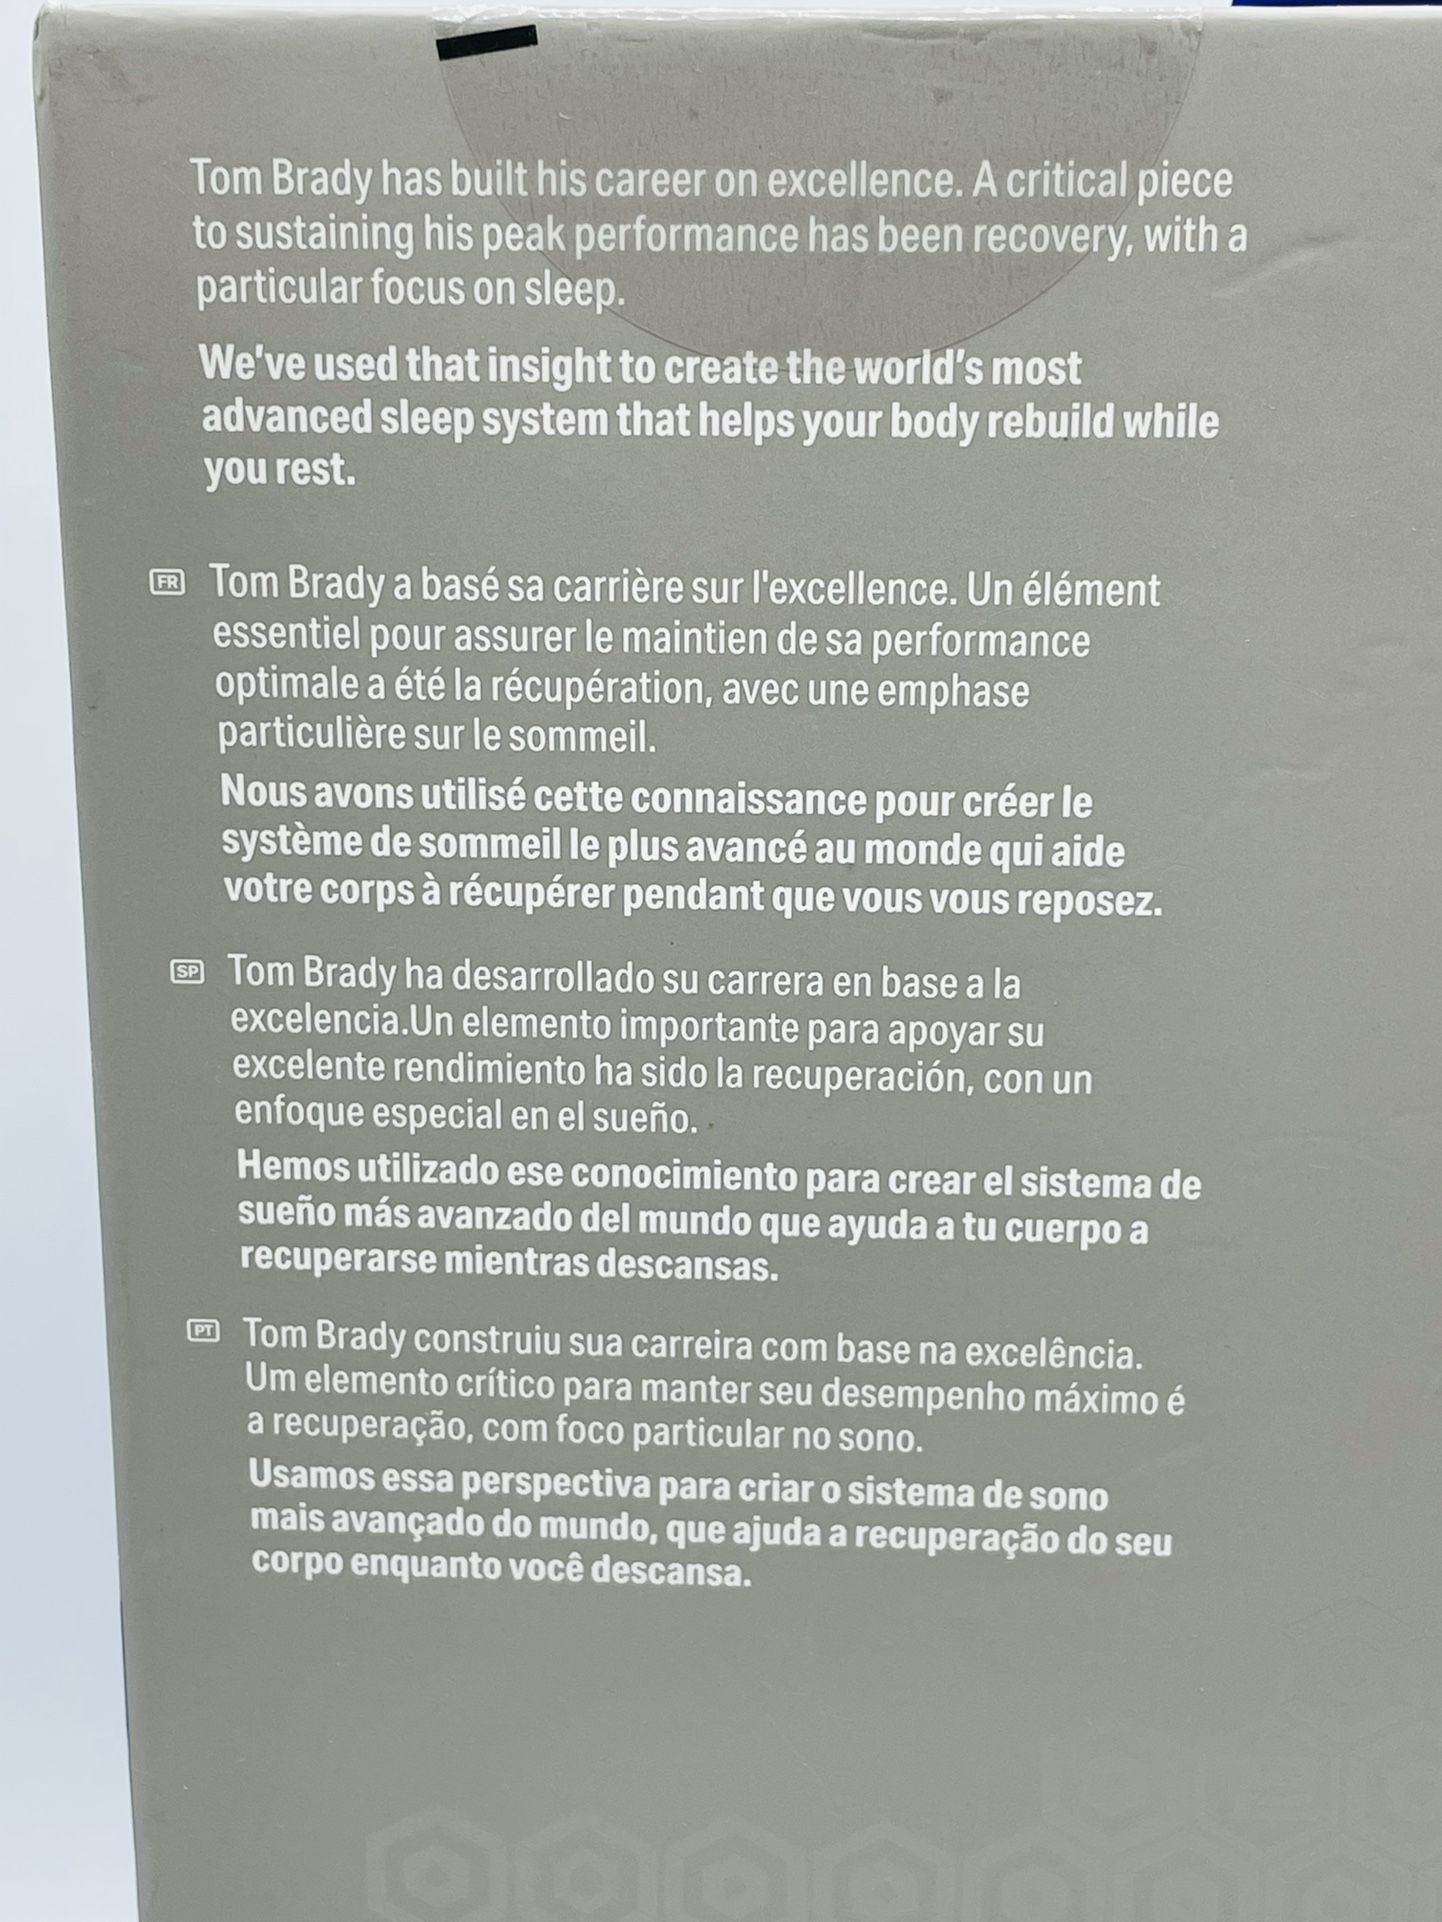 Tom Brady has built his career on excellence. A critical piece
to sustaining his peak performance has been recovery, with a
particular focus on sleep.
We've used that insight to create the world's most
advanced sleep system that helps your body rebuild while
you rest.
FR Tom Brady a basé sa carrière sur l'excellence. Un élément
essentiel pour assurer le maintien de sa performance
optimale a été la récupération, avec une emphase
particulière sur le sommeil.
Nous avons utilisé cette connaissance pour créer le
système de sommeil le plus avancé au monde qui aide
votre corps à récupérer pendant que vous vous reposez.
SP Tom Brady ha desarrollado su carrera en base a la
excelencia.Un elemento importante para apoyar su
excelente rendimiento ha sido la recuperación, con un
enfoque especial en el sueño.
Hemos utilizado ese conocimiento para crear el sistema de
sueño más avanzado del mundo que ayuda a tu cuerpo a
recuperarse mientras descansas.
PT Tom Brady construiu sua carreira com base na excelência.
Um elemento crítico para manter seu desempenho máximo é
a recuperação, com foco particular no sono.
Usamos essa perspectiva para criar o sistema de sono
mais avançado do mundo, que ajuda a recuperação do seu
corpo enquanto você descansa.